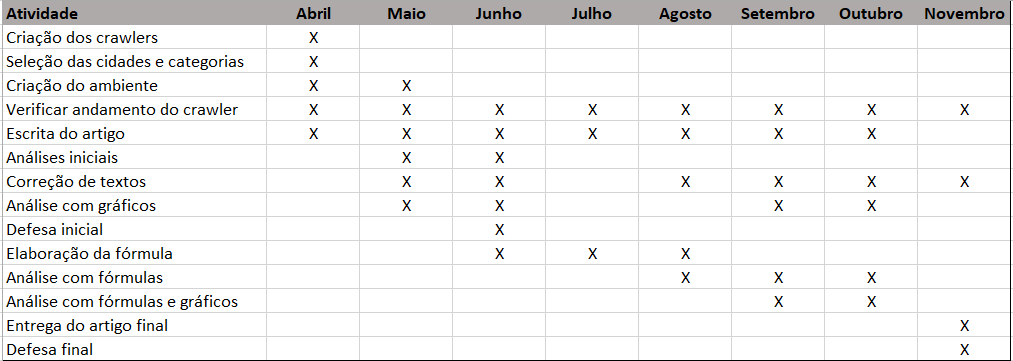 Atividade Abril Maio Junho Julho Agosto Setembro Outubro Novembro
Criação dos crawlers X
Seleção das cidades e categorias X
Criação do ambiente X X
Verificar andamento do crawler X X X X X X X X
Escrita do artigo X X X X X X X
Análises iniciais X X
Correção de textos X X X X X X
Análise com gráficos X X X X
Defesa inicial X
Elaboração da fórmula X X X
Análise com fórmulas X X X
Análise com fórmulas e gráficos X X
Entrega do artigo final X
Defesa final X